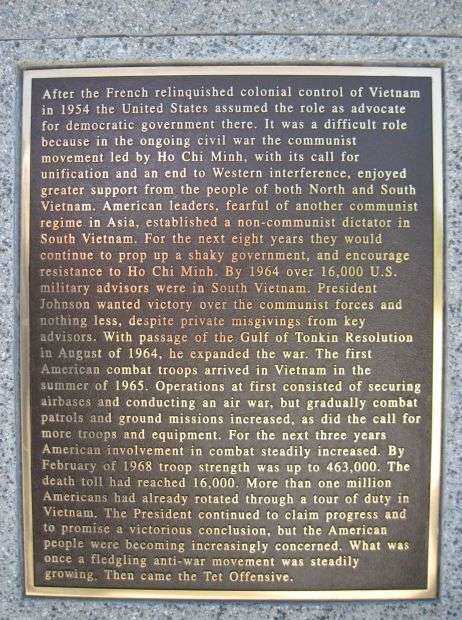 After the French relinquished colonial control of Vietnam
in 1954 the United States assumed the role as advocate
for democratic government there. It was a difficult role
because in the ongoing civil war the communist
movement led by Ho Chi Minh, with its call for
unification and an end to Western interference, enjoyed
greater support from the people of both North and South
Vietnam. American leaders, fearful of another communist
regime in Asia, established a non-communist dictator in
South Vietnam. For the next eight years they would
continue to prop up a shaky government, and encourage
resistance to Ho Chi Minh. By 1964 over 16,000 U.S.
military advisors were in South Vietnam. President
Johnson wanted victory over the communist forces and
nothing less, despite private misgivings from key
advisors. With passage of the Gulf of Tonkin Resolution
in August of 1964, he expanded the war. The first
American combat troops arrived in Vietnam in the
summer of 1965. Operations at first consisted of securing
airbases and conducting an air war, but gradually combat
patrols and ground missions increased, as did the call for
more troops and equipment. For the next three years
American involvement in combat steadily increased. By
February of 1968 troop strength was up to 463,000. The
death toll had reached 16,000. More than one million
Americans had already rotated through a tour of duty in
Vietnam. The President continued to claim progress and
to promise a victorious conclusion, but the American
people were becoming increasingly concerned. What was
once a fledgling anti-war movement was steadily
growing. Then came the Tet Offensive.